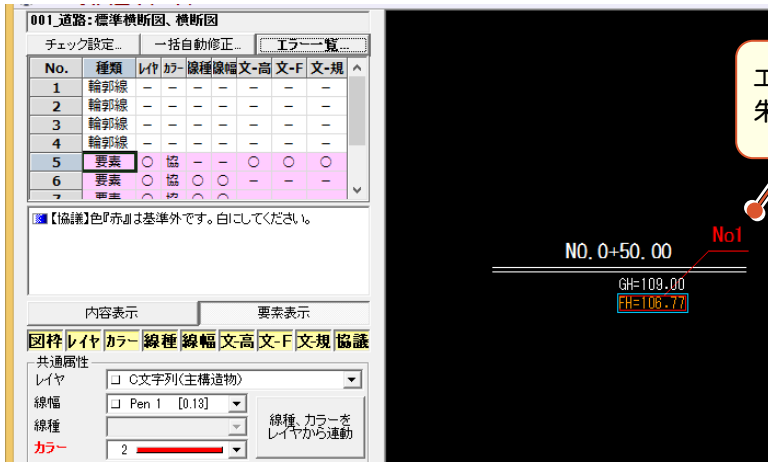 001_道路:標準横断図、横断図
チェック設定... 一括自動修正... エラー一覧...
No. 種類 ﾚｲﾔ ｶﾗｰ 線種 線幅 文-高 文-F 文-規
1 輪郭線 － － － － － － －
2 輪郭線 － － － － － － －
3 輪郭線 － － － － － － －
4 輪郭線 － － － － － － －
5 要素 ○ 協 － － ○ ○ ○
6 要素 ○ 協 ○ ○ － － －
【協議】色『赤』は基準外です。白にしてください。
内容表示 要素表示
図枠 レイヤ カラー 線種 線幅 文-高 文-F 文-規 協議
共通属性
レイヤ □ C文字列(主構造物)
線幅 □ Pen 1 [0.13]
線種
カラー 2
線種、カラーを
レイヤから連動
No1
NO.0+50.00
GH=109.00
FH=106.77